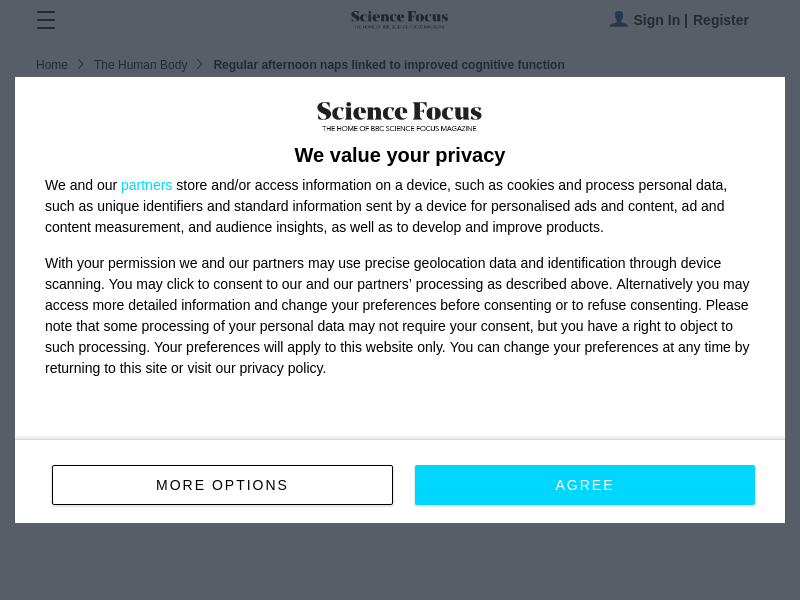 Science Focus
THE HOME OF BBC SCIENCE FOCUS MAGAZINE
Sign In | Register
Home > The Human Body > Regular afternoon naps linked to improved cognitive function
Science Focus
THE HOME OF BBC SCIENCE FOCUS MAGAZINE
We value your privacy
We and our partners store and/or access information on a device, such as cookies and process personal data,
such as unique identifiers and standard information sent by a device for personalised ads and content, ad and
content measurement, and audience insights, as well as to develop and improve products.
With your permission we and our partners may use precise geolocation data and identification through device
scanning. You may click to consent to our and our partners' processing as described above. Alternatively you may
access more detailed information and change your preferences before consenting or to refuse consenting. Please
note that some processing of your personal data may not require your consent, but you have a right to object to
such processing. Your preferences will apply to this website only. You can change your preferences at any time by
returning to this site or visit our privacy policy.
MORE OPTIONS
AGREE